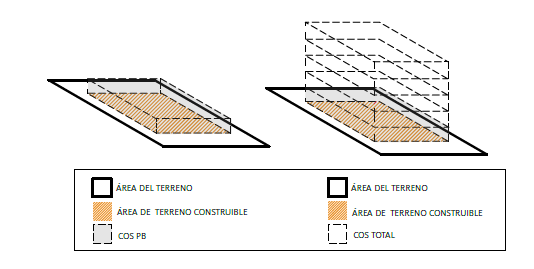 ÁREA DEL TERRENO
ÁREA DE TERRENO CONSTRUIBLE
COS PB
ÁREA DEL TERRENO
ÁREA DE TERRENO CONSTRUIBLE
COS TOTAL